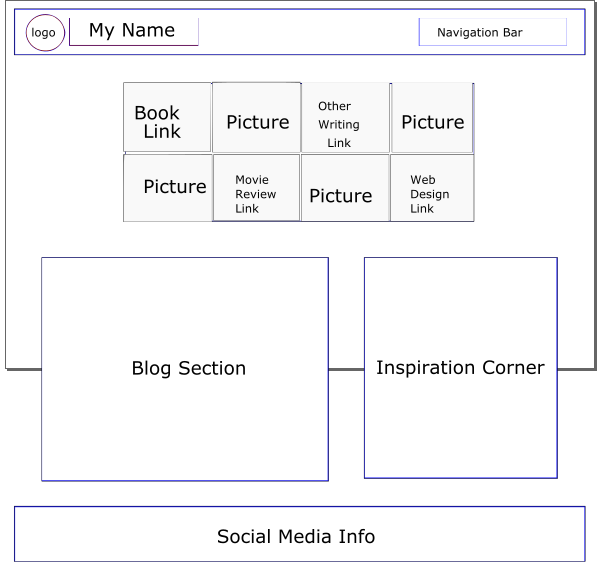 logo
My Name
Navigation Bar
Book
Link
Picture
Other
Writing
Link
Picture
Picture
Movie
Review
Link
Picture
Web
Design
Link
Blog Section
Inspiration Corner
Social Media Info